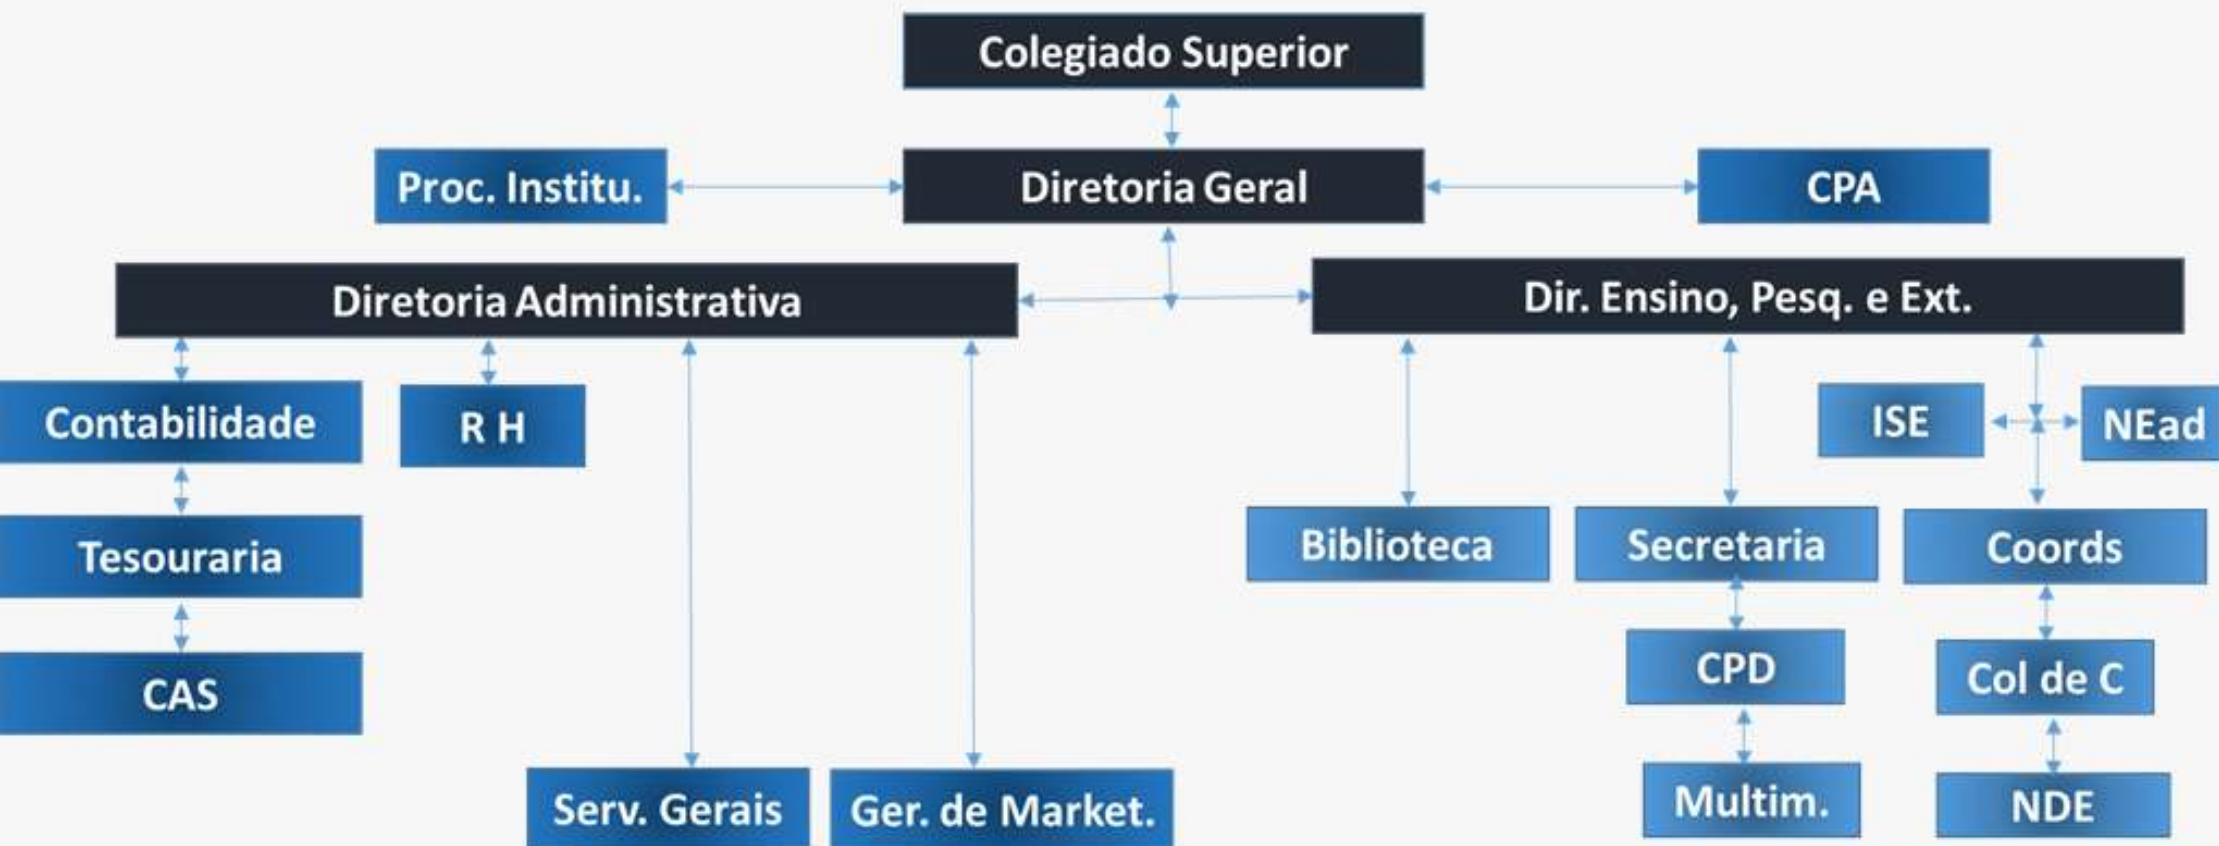 Colegiado Superior
Proc. Institu.
Diretoria Geral
CPA
Diretoria Administrativa
Dir. Ensino, Pesq. e Ext.
Contabilidade
R H
ISE
NEad
Tesouraria
Biblioteca
Secretaria
Coords
CAS
CPD
Col de C
Serv. Gerais
Ger. de Market.
Multim.
NDE